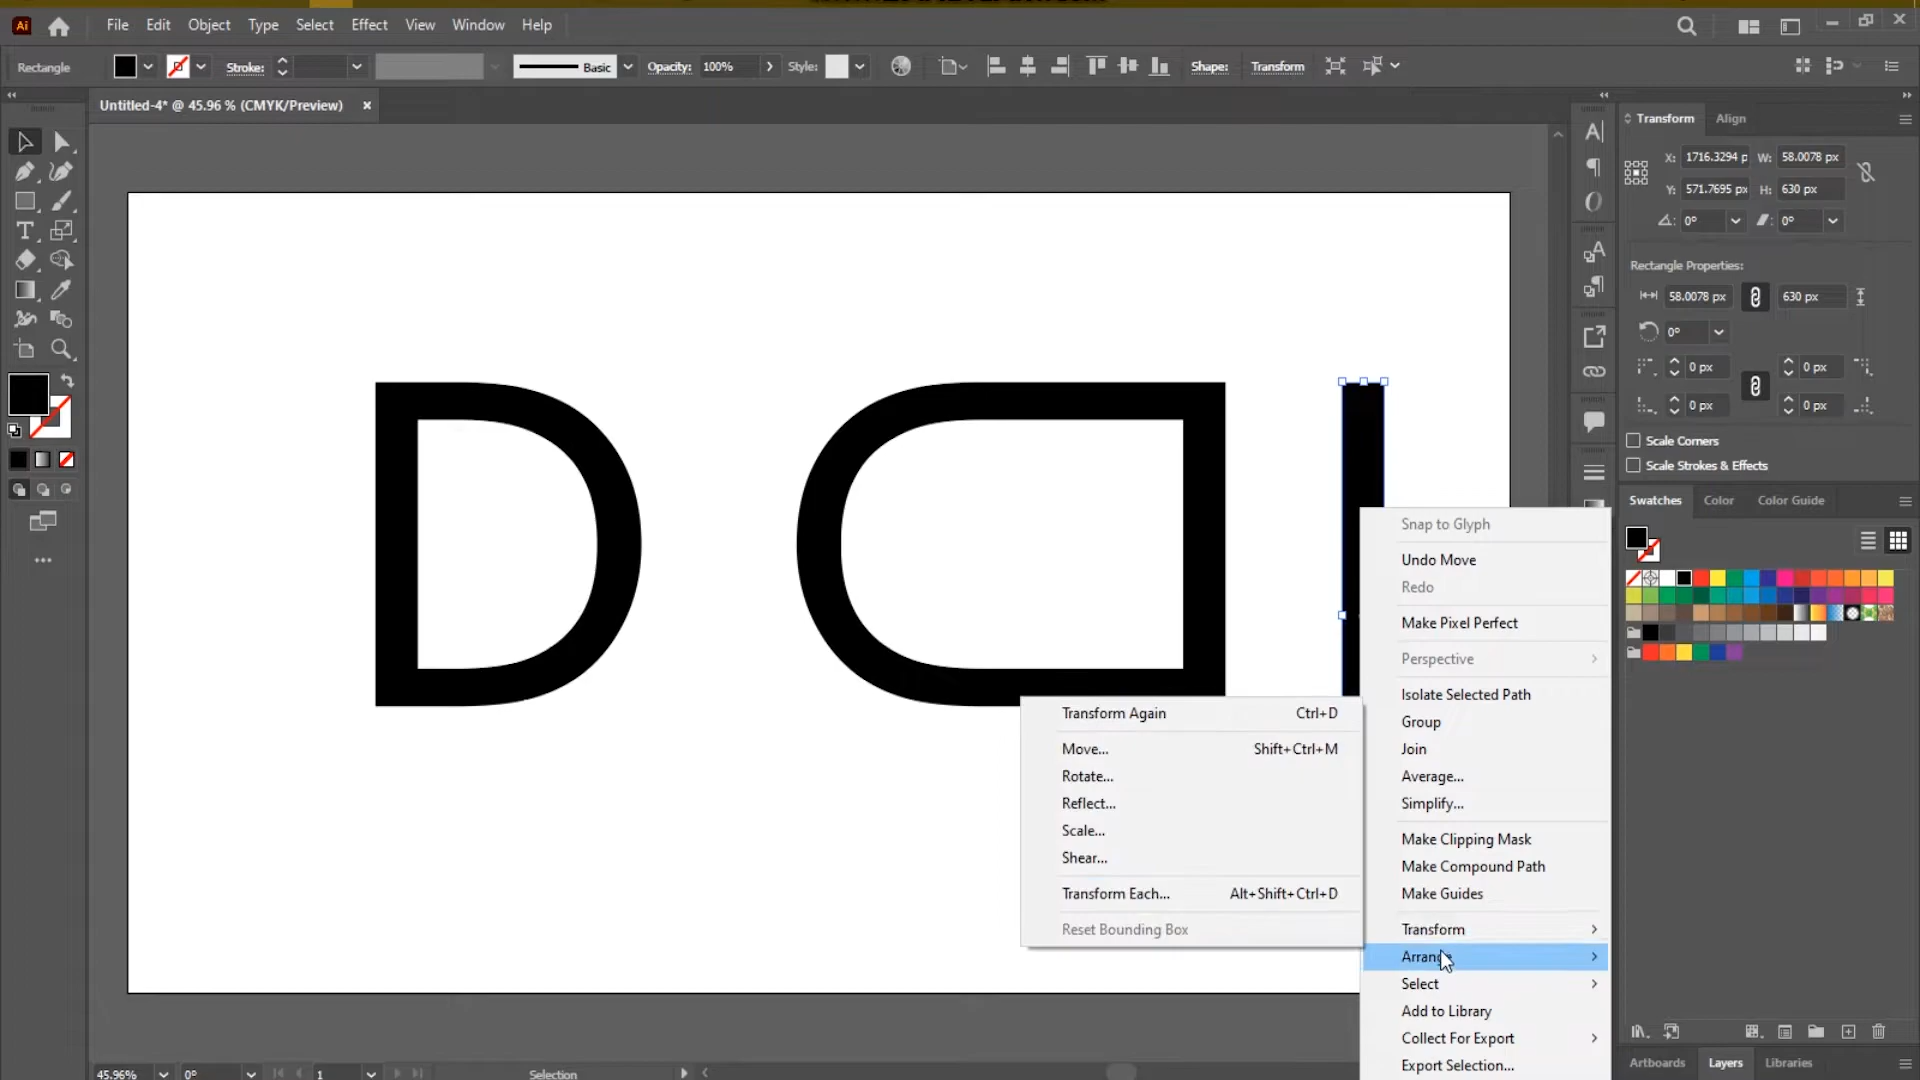 Ai File Edit Object Type Select Effect View Window Help
Rectangle Stroke: Basic Opacity: 100% Style: Shape: Transform
Untitled-4* @ 45.96 % (CMYK/Preview) ×
Transform Align
X: 1716.3294 p W: 58.0078 px
Y: 571.7695 px H: 630 px
0° 0°
Rectangle Properties:
58.0078 px 630 px
0°
0 px 0 px
0 px 0 px
Scale Corners
Scale Strokes & Effects
Swatches Color Color Guide
D
Snap to Glyph
Undo Move
Redo
Make Pixel Perfect
Perspective
Isolate Selected Path
Group
Join
Average...
Simplify...
Make Clipping Mask
Make Compound Path
Make Guides
Transform
Arrange
Select
Add to Library
Collect For Export
Export Selection...
Transform Again Ctrl+D
Move... Shift+Ctrl+M
Rotate...
Reflect...
Scale...
Shear...
Transform Each... Alt+Shift+Ctrl+D
Reset Bounding Box
45.96% 0° 1 Selection
Artboards Layers Libraries